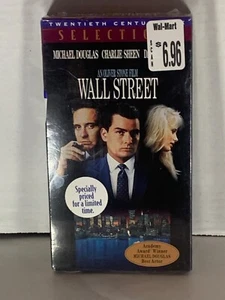 TWENTIETH CENTURY
Wal-Mart
$ 6.96
SELECTIONS
MICHAEL DOUGLAS CHARLIE SHEEN
AN OLIVER STONE FILM
WALL STREET
Specially
priced
for a limited
time.
Academy
Award Winner
MICHAEL DOUGLAS
Best Actor